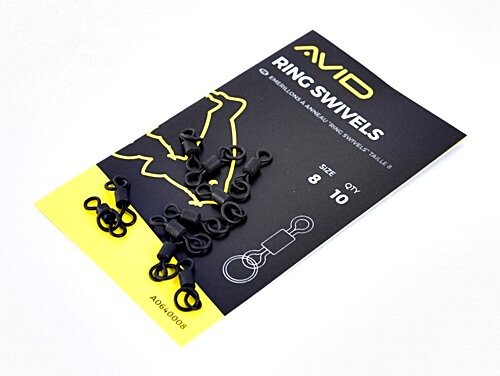 AVID
RING SWIVELS
EMERILLONS A ANNEAU "RING SWIVELS" TAILLE 8
SIZE QTY
8 10
A0640008